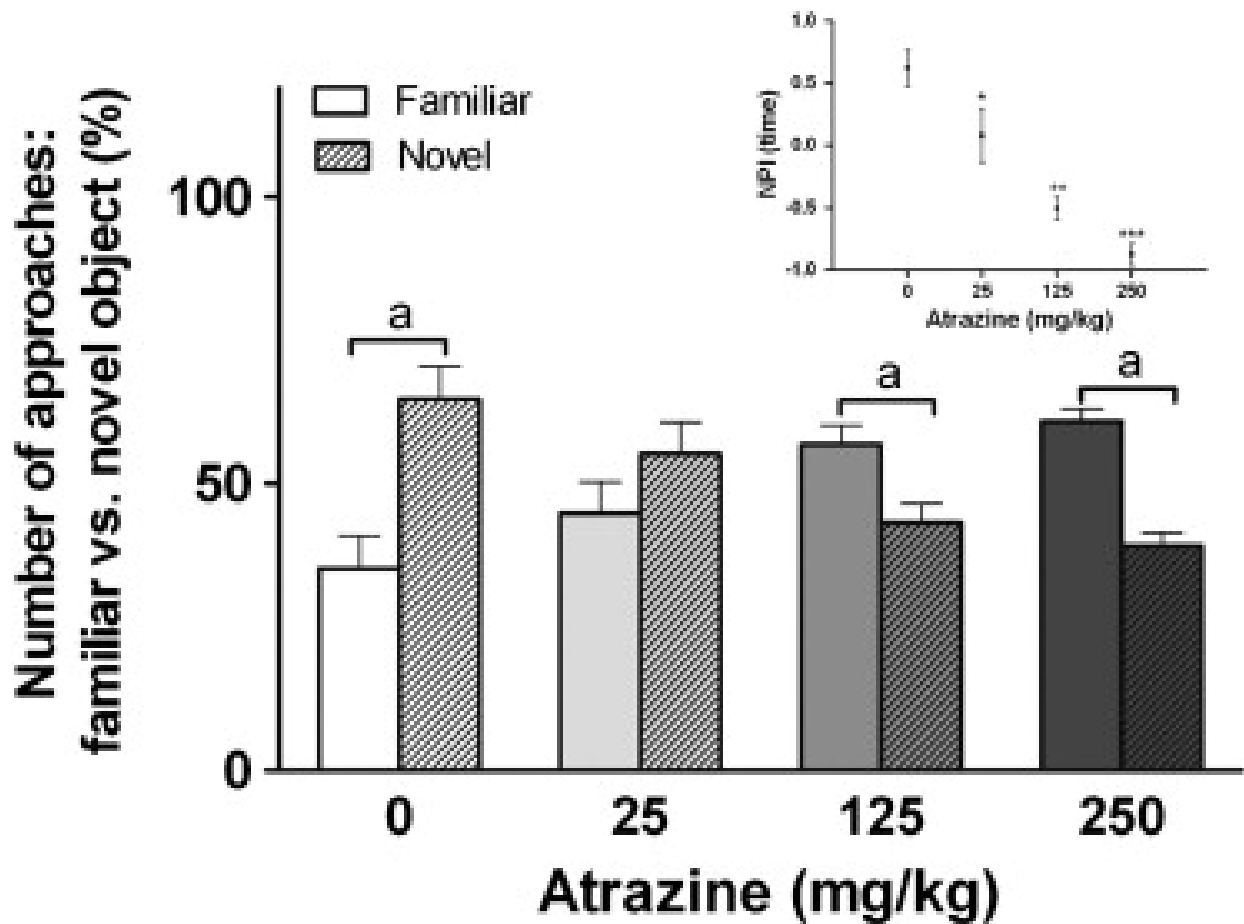 Number of approaches:
familiar vs. novel object (%)
Familiar
Novel
100
50
0
a
a
a
0
25
125
250
Atrazine (mg/kg)
NPI (time)
1.0
0.5
0.0
-0.5
-1.0
*
**
***
0
25
125
250
Atrazine (mg/kg)